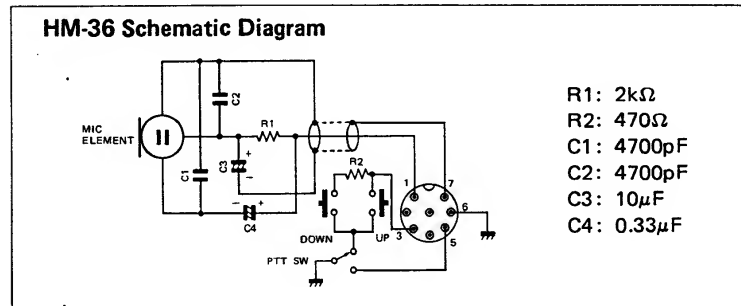 HM-36 Schematic Diagram
MIC
ELEMENT
C1
C2
C3
+
−
R1
−
+
C4
R2
DOWN
UP
PTT SW
1
7
6
3
5
R1: 2kΩ
R2: 470Ω
C1: 4700pF
C2: 4700pF
C3: 10μF
C4: 0.33μF